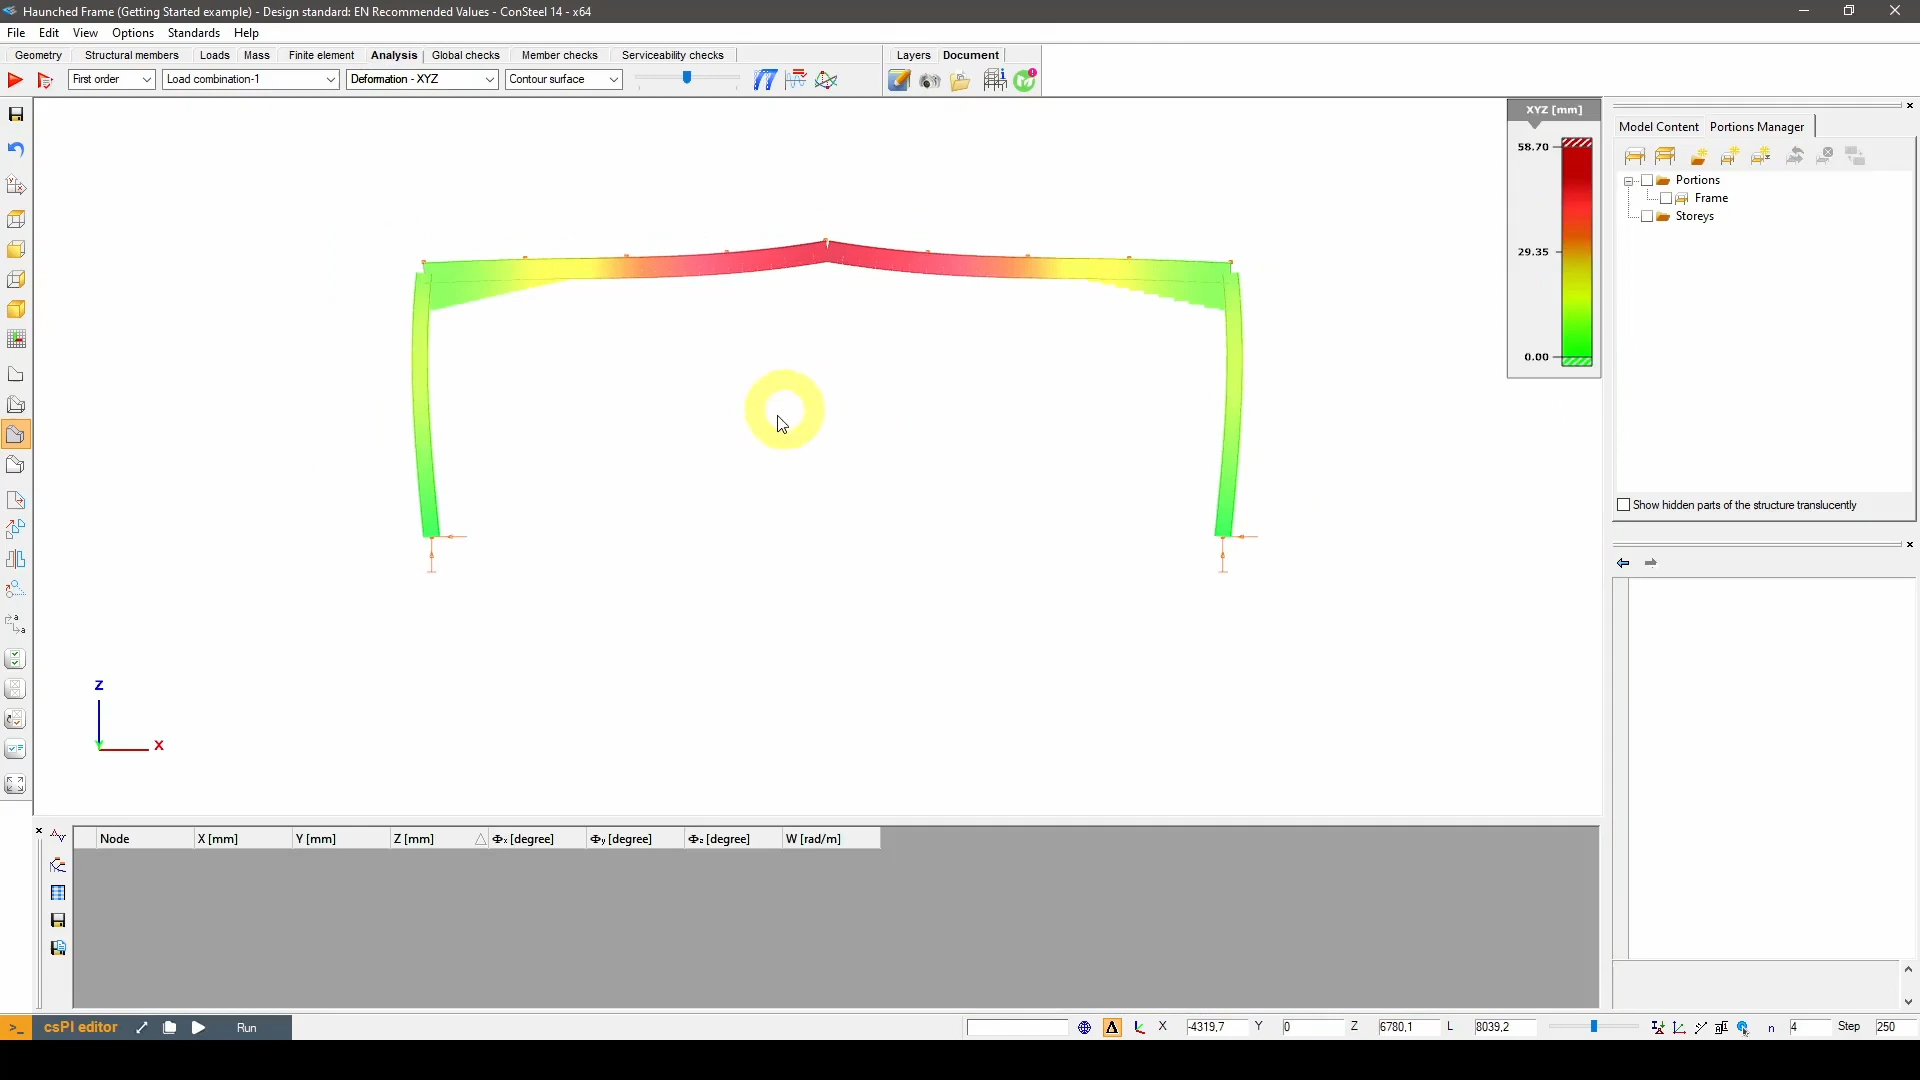 Haunched Frame (Getting Started example) - Design standard: EN Recommended Values - ConSteel 14 - x64
File Edit View Options Standards Help
Geometry Structural members Loads Mass Finite element Analysis Global checks Member checks Serviceability checks Layers Document
First order Load combination-1 Deformation - XYZ Contour surface
XYZ [mm]
58.70
29.35
0.00
Model Content Portions Manager
Portions
Frame
Storeys
Show hidden parts of the structure translucently
Z
X
Node X [mm] Y [mm] Z [mm] Φx [degree] Φy [degree] Φz [degree] W [rad/m]
>_ csPI editor Run
X -4319,7 Y 0 Z 6780,1 L 8039,2 n 4 Step 250